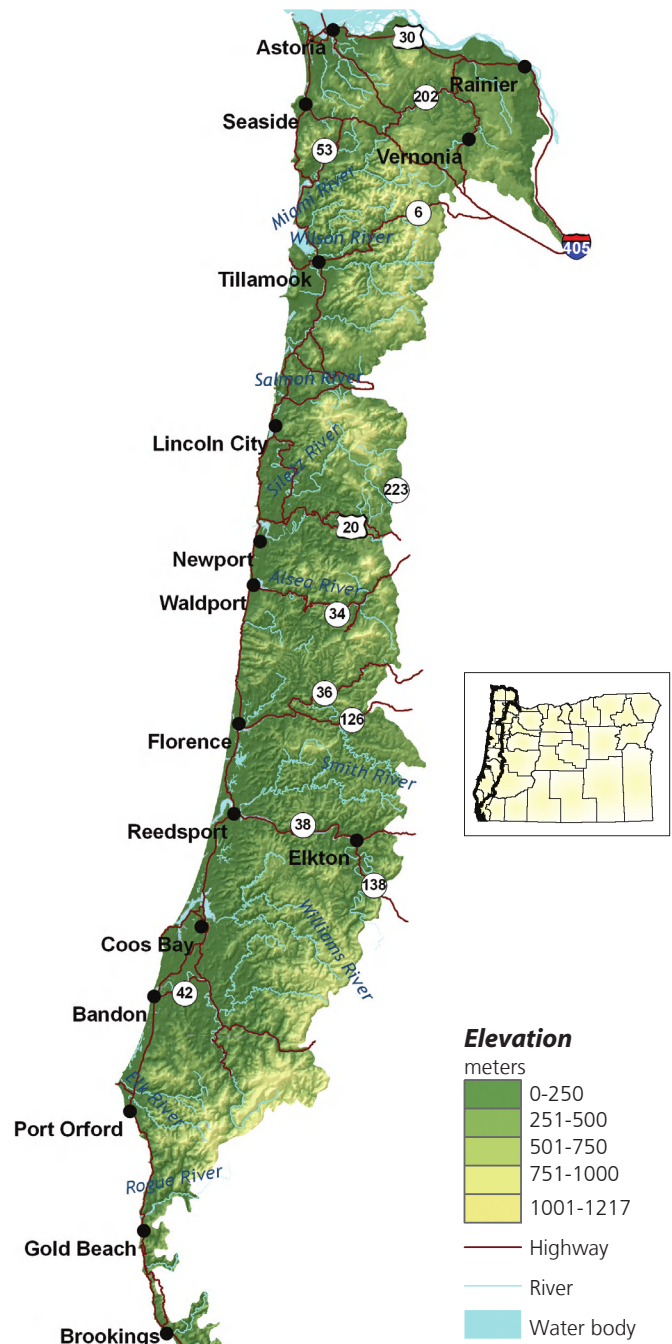 Astoria
30
Rainier
202
Seaside
53
Vernonia
Miami River
6
Wilson River
405
Tillamook
Salmon River
Lincoln City
Siletz River
223
20
Newport
Alsea River
Waldport
34
36
126
Florence
Smith River
Reedsport
38
Elkton
138
Williams River
Coos Bay
42
Bandon
Elk River
Port Orford
Rogue River
Gold Beach
Brookings
Elevation
meters
0-250
251-500
501-750
751-1000
1001-1217
Highway
River
Water body